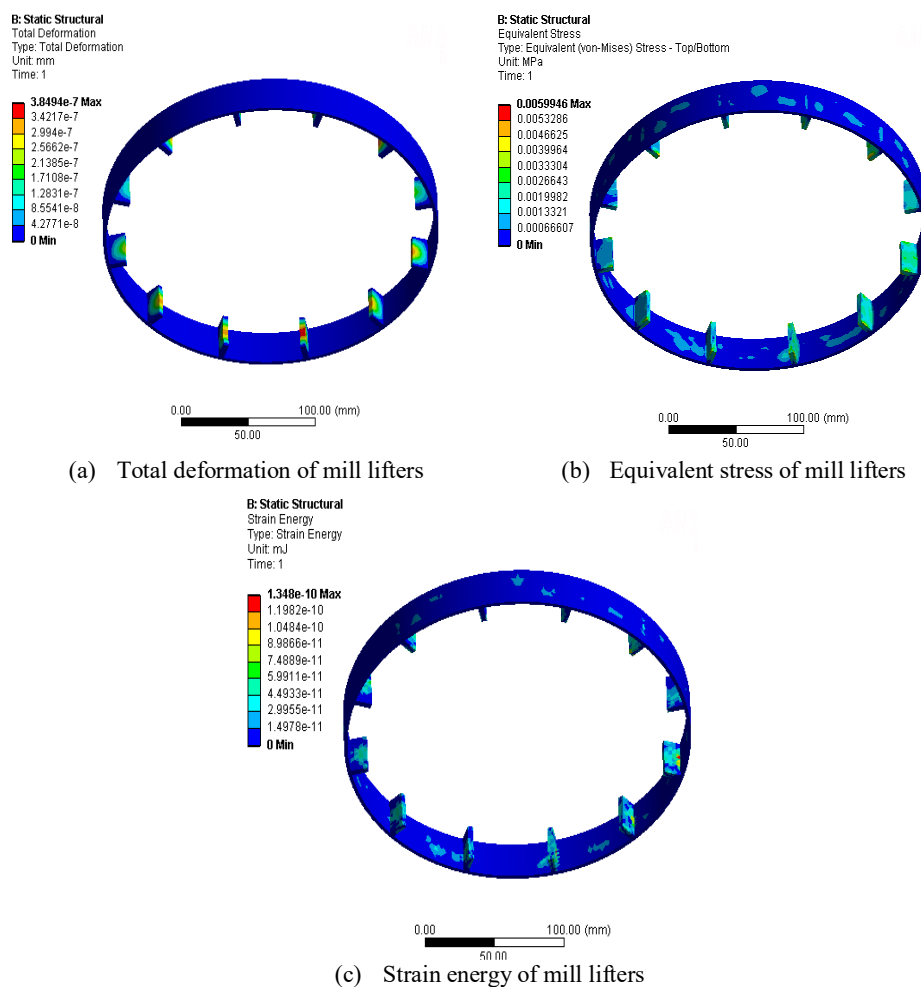 B: Static Structural
Total Deformation
Type: Total Deformation
Unit: mm
Time: 1
3.8494e-7 Max
3.4217e-7
2.994e-7
2.5662e-7
2.1385e-7
1.7108e-7
1.2831e-7
8.5541e-8
4.2771e-8
0 Min
0.00
100.00 (mm)
50.00
(a) Total deformation of mill lifters
B: Static Structural
Equivalent Stress
Type: Equivalent (von-Mises) Stress - Top/Bottom
Unit: MPa
Time: 1
0.0059946 Max
0.0053286
0.0046625
0.0039964
0.0033304
0.0026643
0.0019982
0.0013321
0.00066607
0 Min
0.00
100.00 (mm)
50.00
(b) Equivalent stress of mill lifters
B: Static Structural
Strain Energy
Type: Strain Energy
Unit: mJ
Time: 1
1.348e-10 Max
1.1982e-10
1.0484e-10
8.9866e-11
7.4889e-11
5.9911e-11
4.4933e-11
2.9955e-11
1.4978e-11
0 Min
0.00
100.00 (mm)
50.00
(c) Strain energy of mill lifters